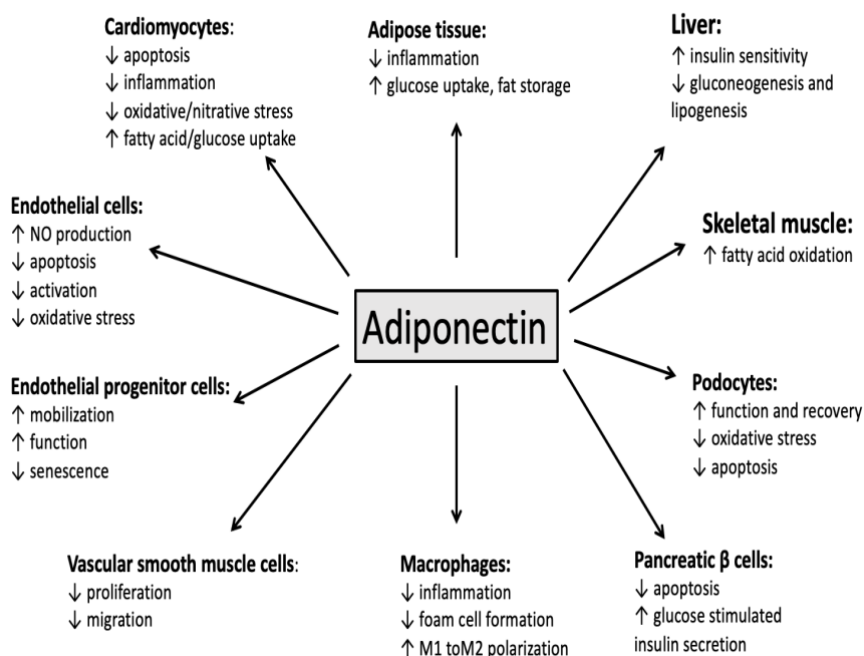 Cardiomyocytes:
↓ apoptosis
↓ inflammation
↓ oxidative/nitrative stress
↑ fatty acid/glucose uptake
Adipose tissue:
↓ inflammation
↑ glucose uptake, fat storage
Liver:
↑ insulin sensitivity
↓ gluconeogenesis and
lipogenesis
Endothelial cells:
↑ NO production
↓ apoptosis
↓ activation
↓ oxidative stress
Skeletal muscle:
↑ fatty acid oxidation
Adiponectin
Endothelial progenitor cells:
↑ mobilization
↑ function
↓ senescence
Podocytes:
↑ function and recovery
↓ oxidative stress
↓ apoptosis
Vascular smooth muscle cells:
↓ proliferation
↓ migration
Macrophages:
↓ inflammation
↓ foam cell formation
↑ M1 toM2 polarization
Pancreatic β cells:
↓ apoptosis
↑ glucose stimulated
insulin secretion